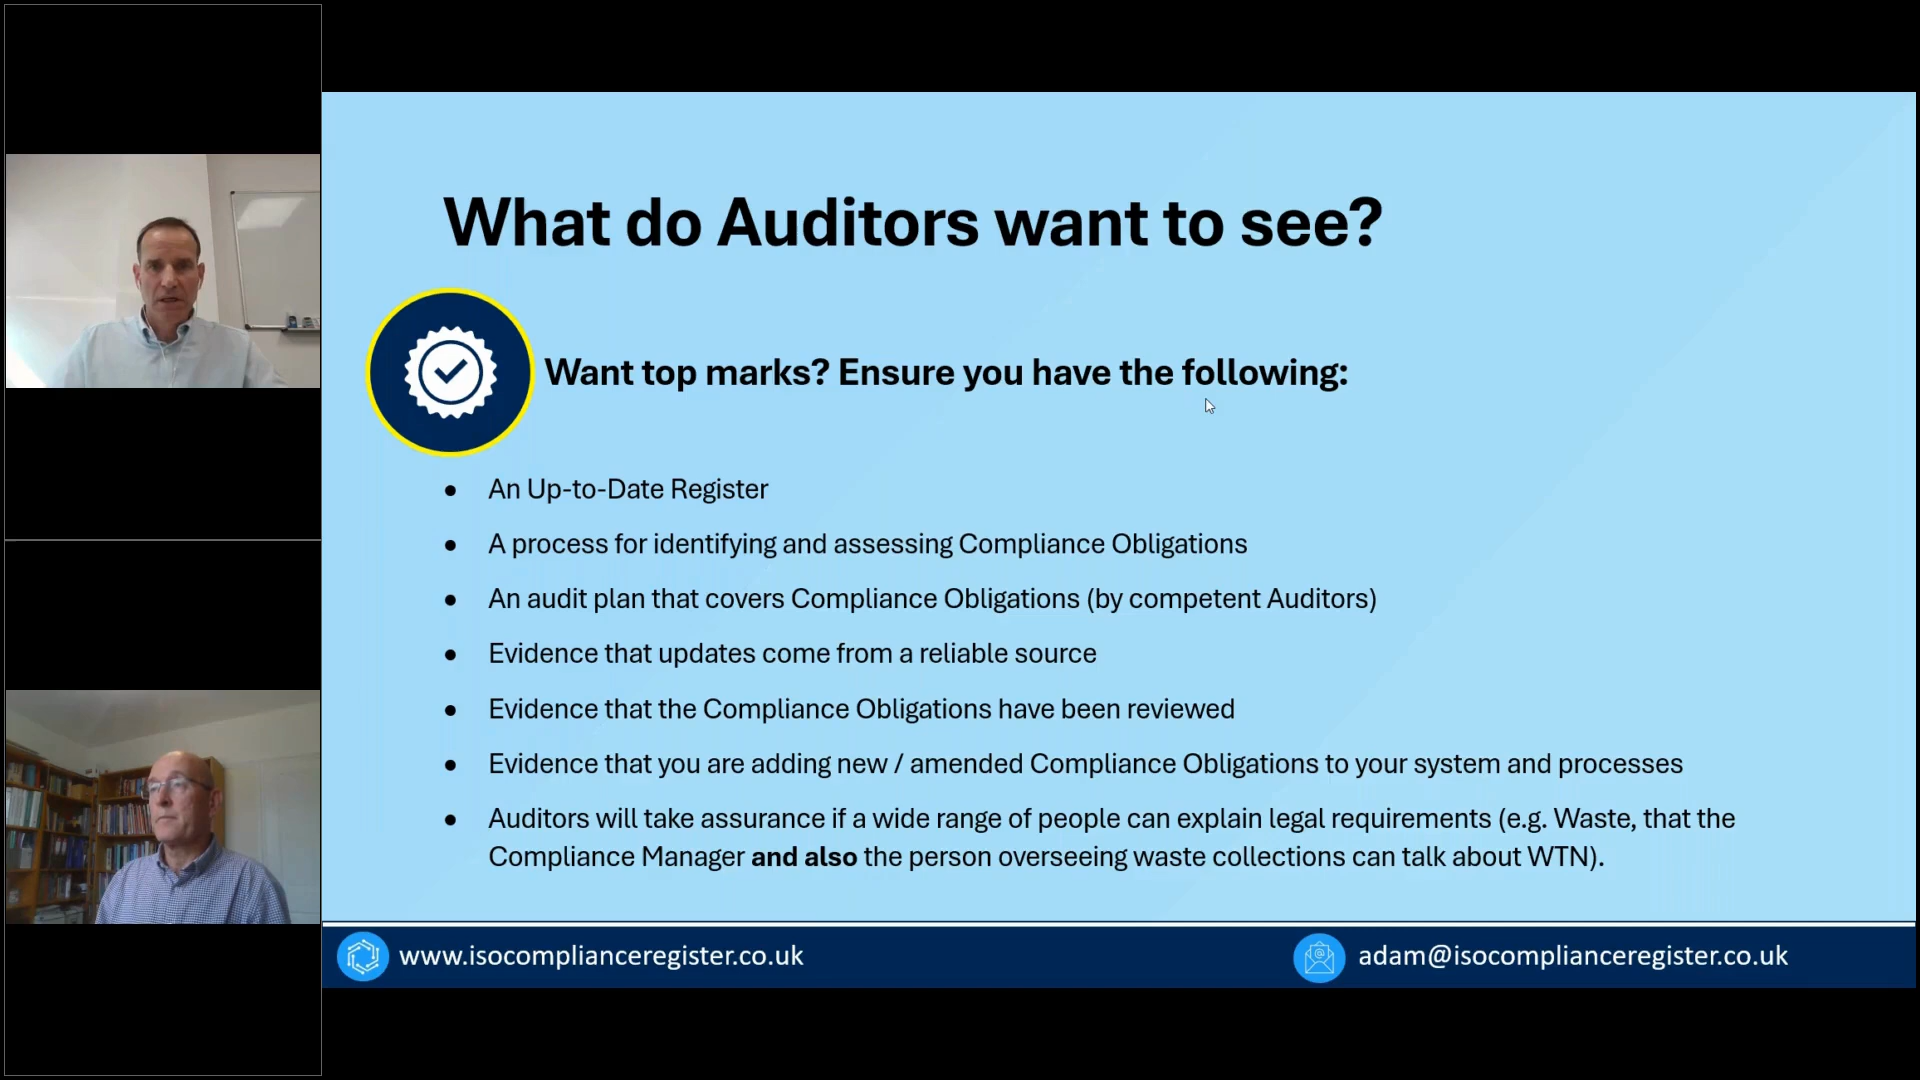 What do Auditors want to see?
Want top marks? Ensure you have the following:
• An Up-to-Date Register
• A process for identifying and assessing Compliance Obligations
• An audit plan that covers Compliance Obligations (by competent Auditors)
• Evidence that updates come from a reliable source
• Evidence that the Compliance Obligations have been reviewed
• Evidence that you are adding new / amended Compliance Obligations to your system and processes
• Auditors will take assurance if a wide range of people can explain legal requirements (e.g. Waste, that the
Compliance Manager and also the person overseeing waste collections can talk about WTN).
www.isocomplianceregister.co.uk
adam@isocomplianceregister.co.uk